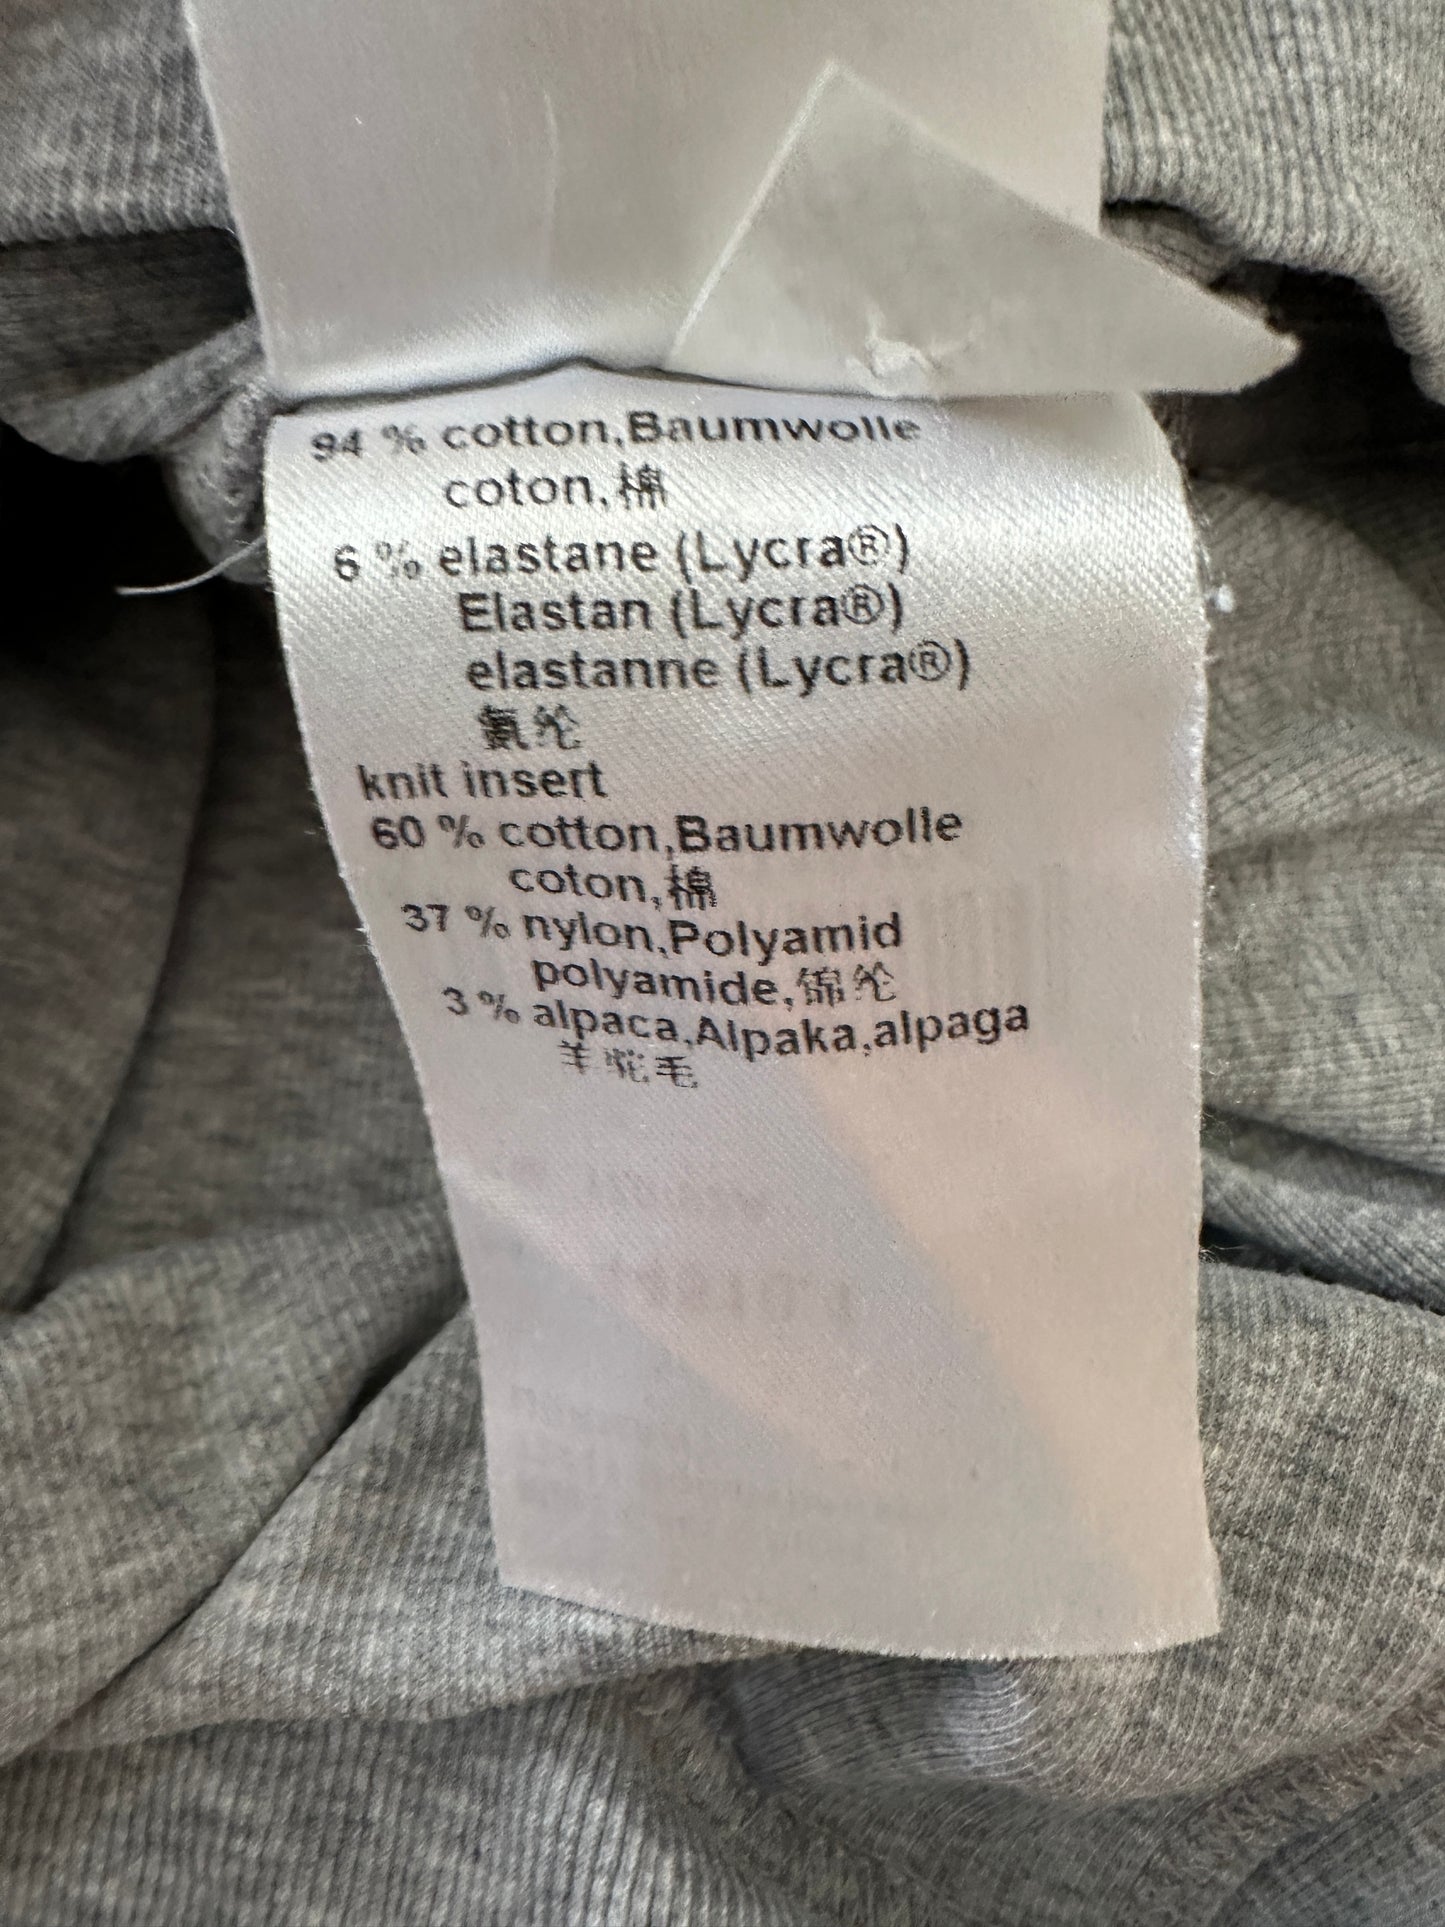 94 % cotton,Baumwolle
coton,棉
6 % elastane (Lycra®)
Elastan (Lycra®)
elastanne (Lycra®)
氨纶
knit insert
60 % cotton,Baumwolle
coton,棉
37 % nylon,Polyamid
polyamide,锦纶
3 % alpaca,Alpaka,alpaga
羊驼毛